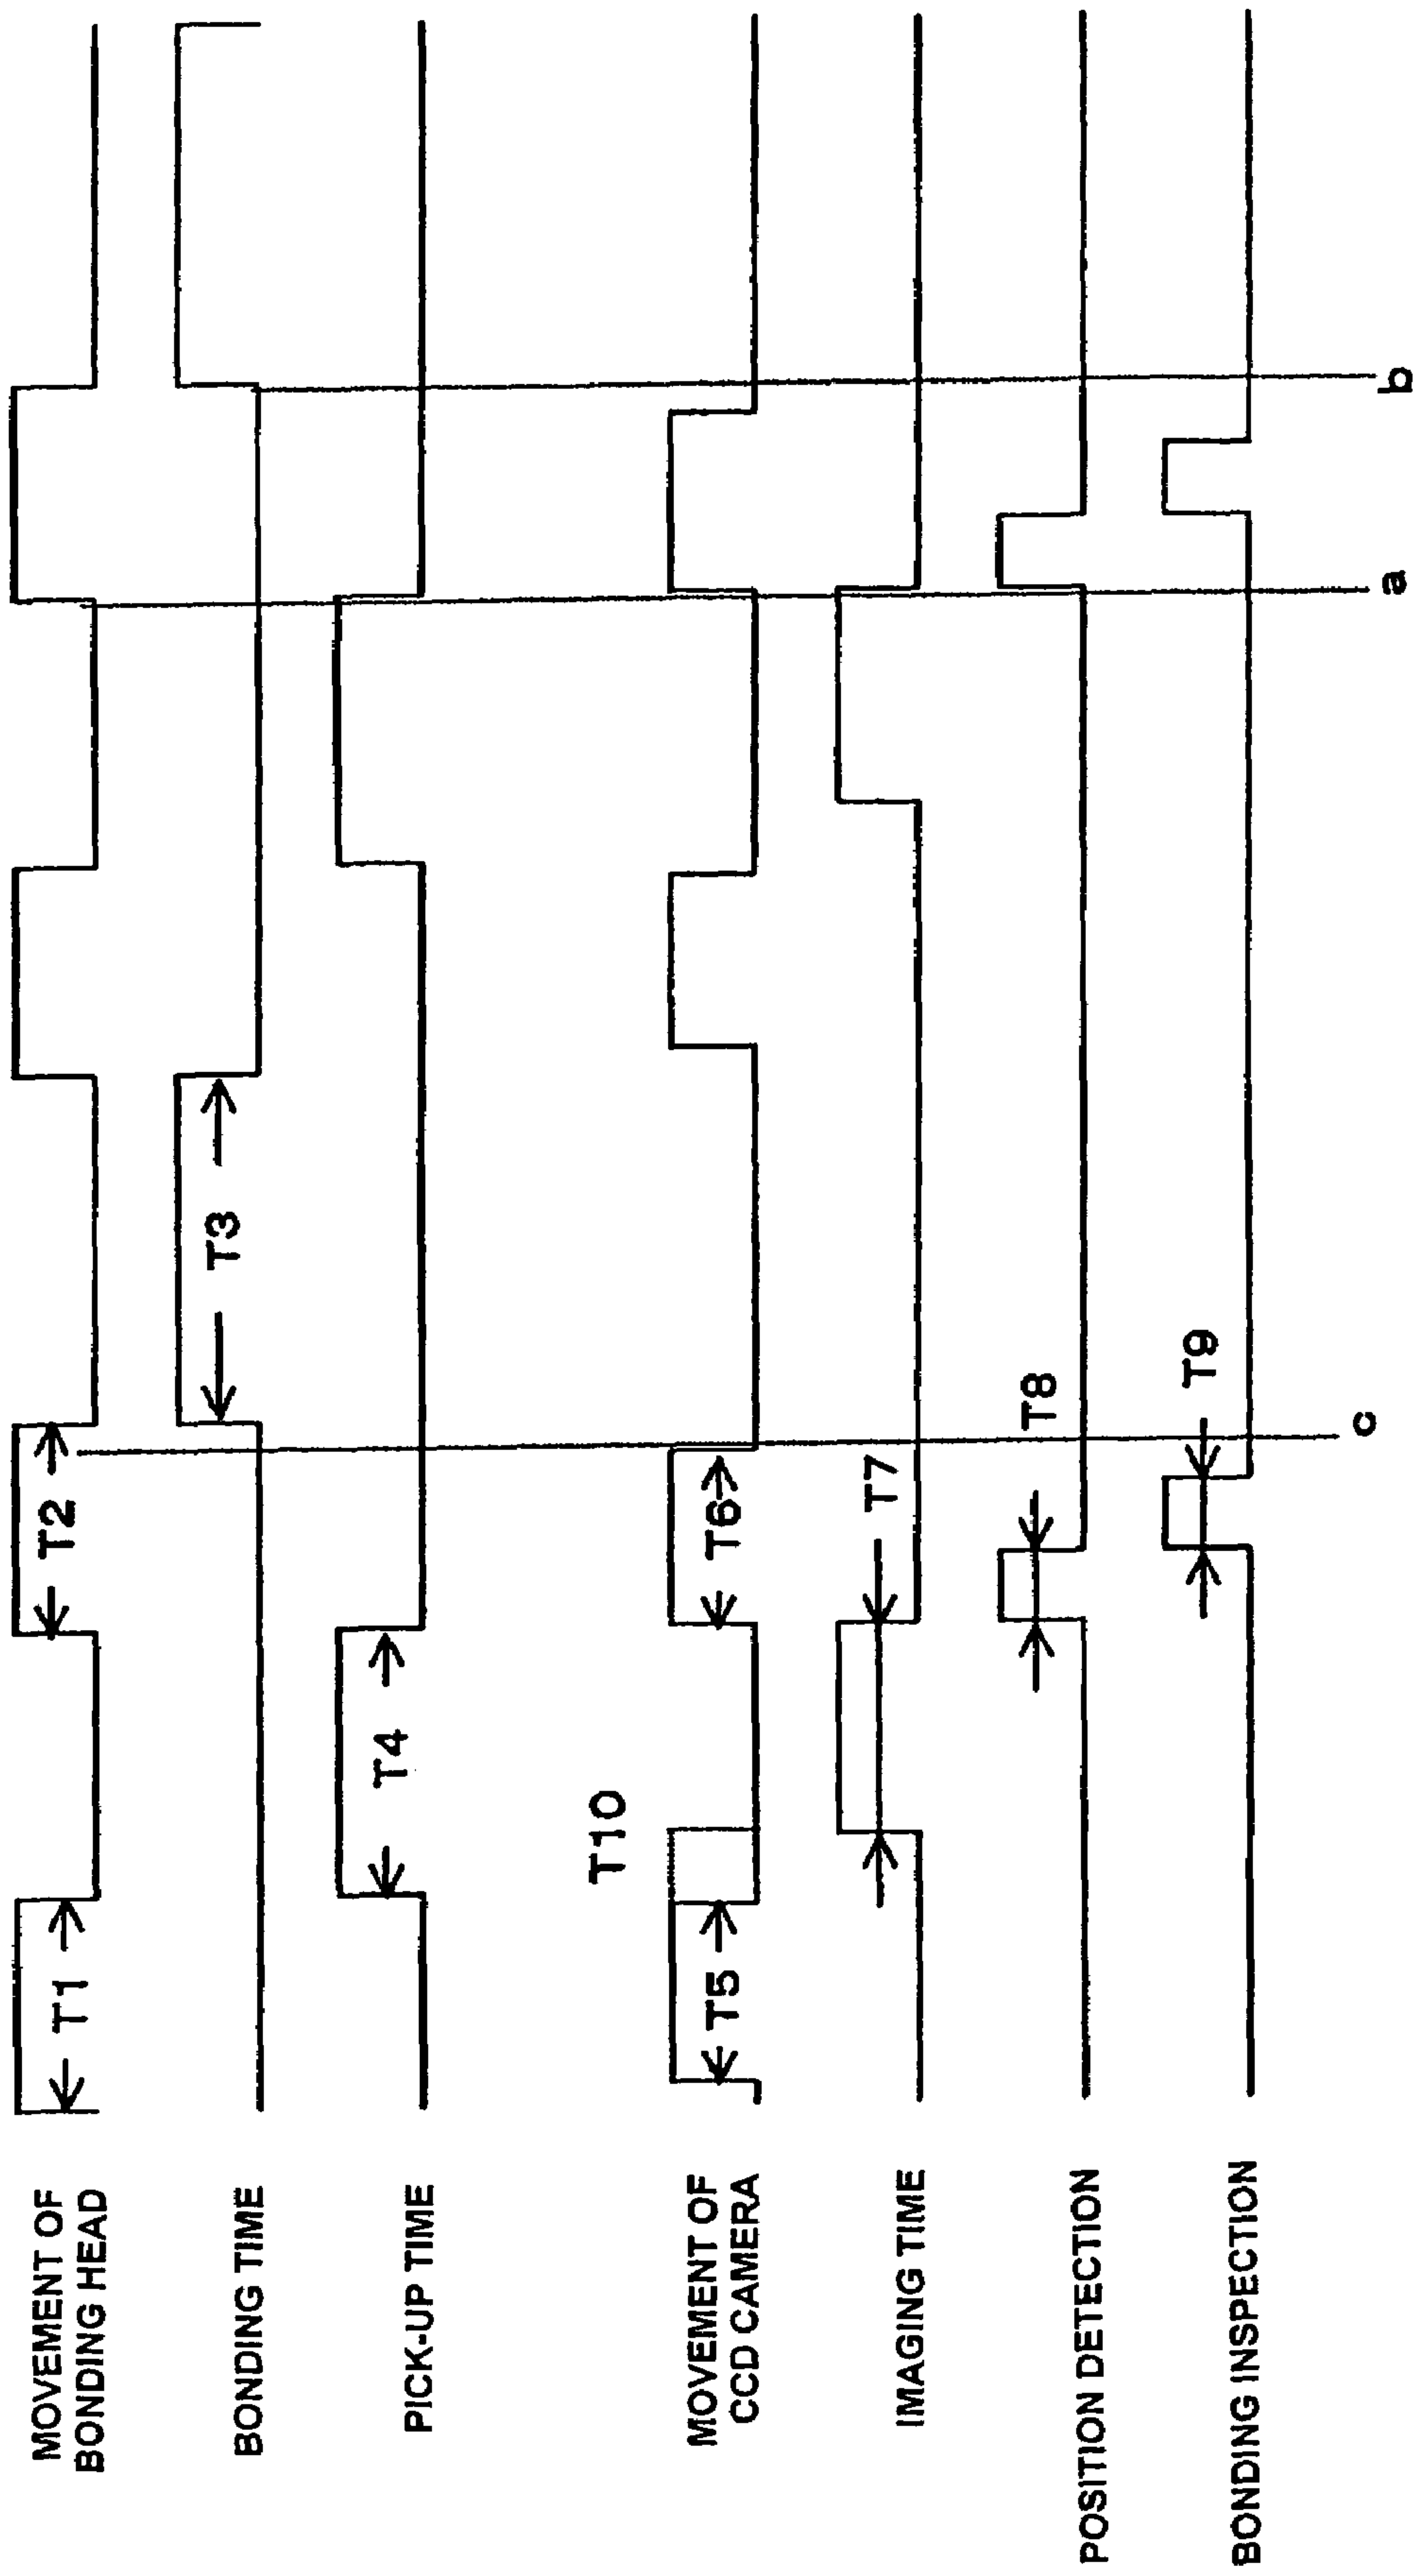 MOVEMENT OF
BONDING HEAD
T1
T2
BONDING TIME
T3
PICK-UP TIME
T4
MOVEMENT OF
CCD CAMERA
T5
T10
T6
IMAGING TIME
T7
POSITION DETECTION
T8
BONDING INSPECTION
T9
c
a
b